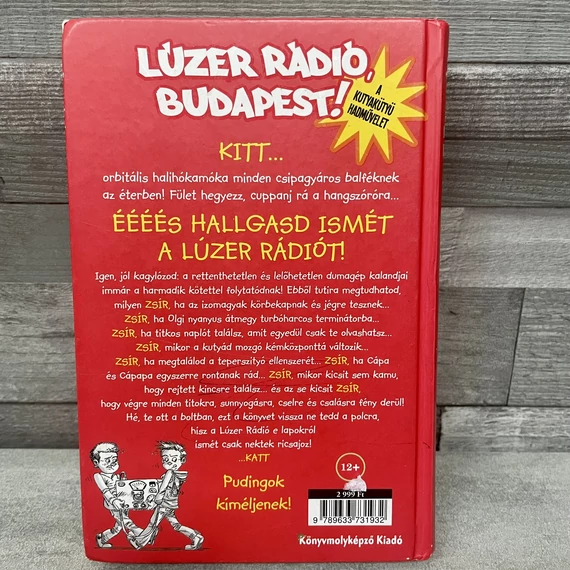 LÚZER RÁDIÓ,
BUDAPEST!
A
KUTYAKÜTYÜ
HADMŰVELET
KITT...
orbitális halihókamóka minden csipagyáros balféknek
az éterben! Fület hegyezz, cuppanj rá a hangszóróra...
ÉÉÉÉS HALLGASD ISMÉT
A LÚZER RÁDIÓT!
Igen, jól kagylózod: a rettenthetetlen és lelőhetetlen dumagép kalandjai
immár a harmadik kötettel folytatódnak! Ebből tutira megtudhatod,
milyen ZSÍR, ha az izomagyak körbekapnak és jégre tesznek...
ZSÍR, ha Olgi nyanyus átmegy turbóharcos terminátorba...
ZSÍR, ha titkos naplót találsz, amit egyedül csak te olvashatsz...
ZSÍR, mikor a kutyád mozgó kémközponttá változik...
ZSÍR, ha megtalálod a teperszityó ellenszerét... ZSÍR, ha Cápa
és Cápapa egyszerre rontanak rád... ZSÍR, mikor kicsit sem kamu,
hogy rejtett kincsre találsz... és az se kicsit ZSÍR,
hogy végre minden titokra, sunnyogásra, cselre és csalásra fény derül!
Hé, te ott a boltban, ezt a könyvet vissza ne tedd a polcra,
hisz a Lúzer Rádió e lapokról
ismét csak nektek ricsajoz!
...KATT
Pudingok
kíméljenek!
12+
2 999 Ft
9 789633 731932
Könyvmolyképző Kiadó